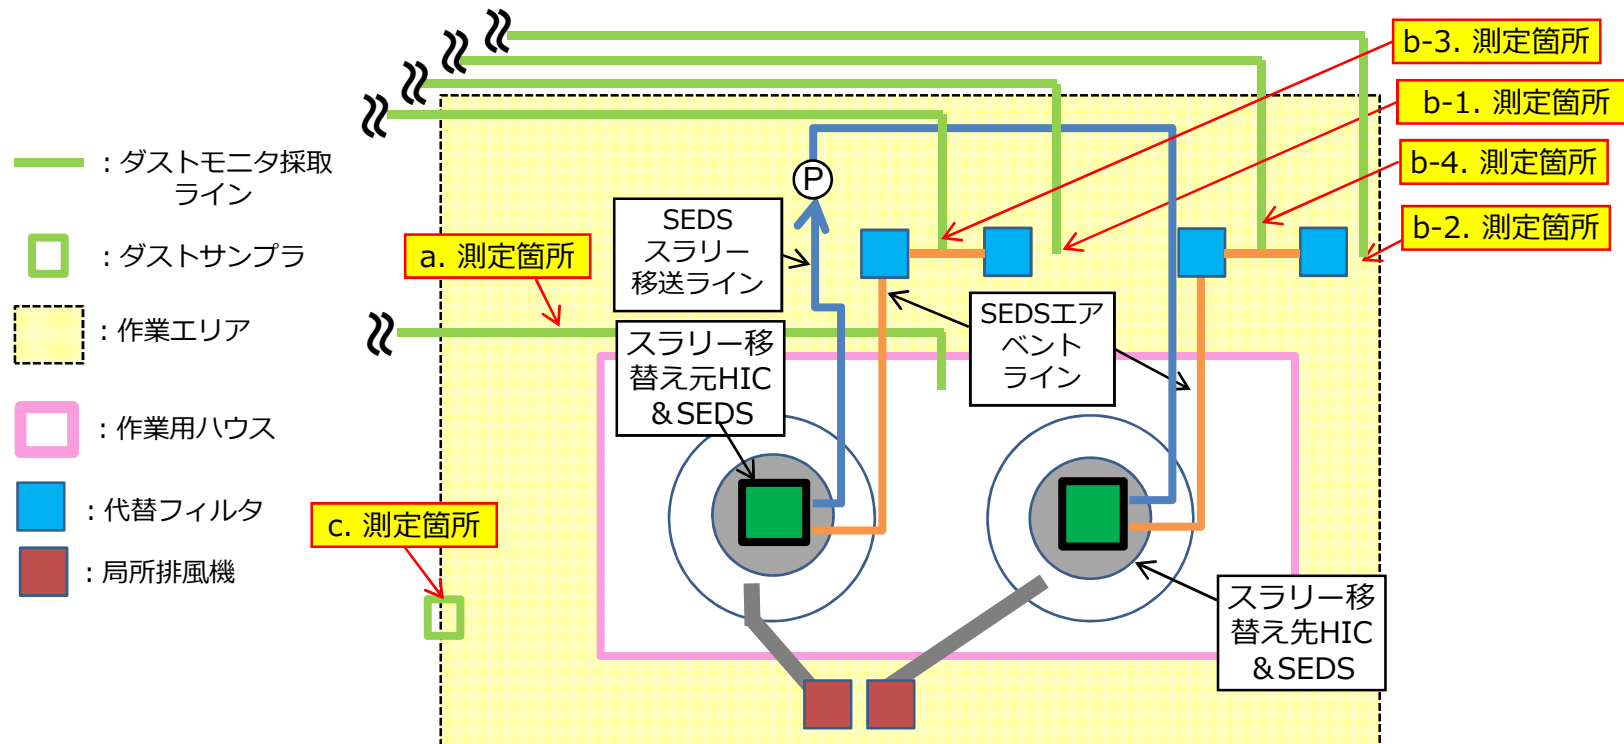 b-3. 測定箇所
b-1. 測定箇所
b-4. 測定箇所
b-2. 測定箇所
：ダストモニタ採取
ライン
：ダストサンプラ
：作業エリア
：作業用ハウス
：代替フィルタ
：局所排風機
P
SEDS
スラリー
移送ライン
a. 測定箇所
SEDSエア
ベント
ライン
スラリー移
替え元HIC
＆SEDS
c. 測定箇所
スラリー移
替え先HIC
＆SEDS